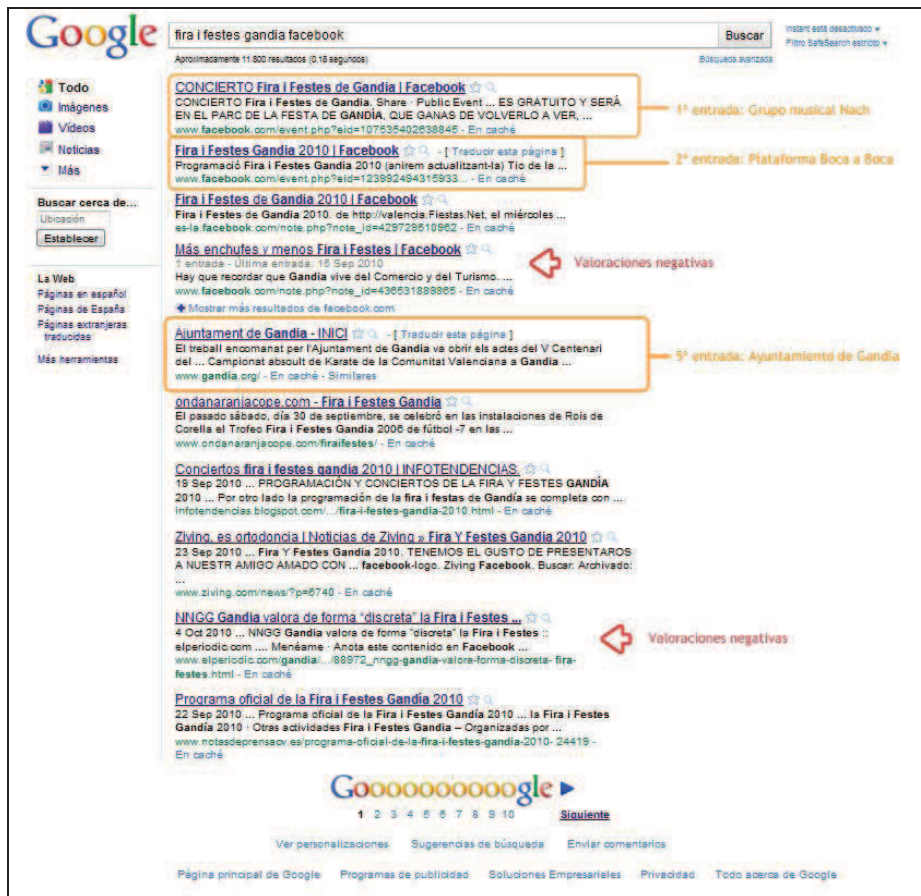 Google
fira i festes gandia facebook
Buscar
Instant está desactivado
Filtro SafeSearch estricto
Aproximadamente 11.800 resultados (0,18 segundos)
Búsqueda avanzada
Todo
Imágenes
Vídeos
Noticias
Más
Buscar cerca de...
Ubicación
Establecer
La Web
Páginas en español
Páginas de España
Páginas extranjeras
traducidas
Más herramientas
CONCIERTO Fira i Festes de Gandia | Facebook
CONCIERTO Fira i Festes de Gandia. Share · Public Event ... ES GRATUITO Y SERÁ
EN EL PARC DE LA FESTA DE GANDÍA, QUE GANAS DE VOLVERLO A VER, ...
www.facebook.com/event.php?eid=107535402638846 - En caché
1ª entrada: Grupo musical Nach
Fira i Festes Gandia 2010 | Facebook - [ Traducir esta página ]
Programació Fira i Festes Gandia 2010 (anirem actualitzant-la) Tio de la ...
www.facebook.com/event.php?eid=123992494315933... - En caché
2ª entrada: Plataforma Boca a Boca
Fira i Festes de Gandia 2010 | Facebook
Fira i Festes de Gandia 2010. de http://valencia.Fiestas.Net, el miércoles ...
es-la.facebook.com/note.php?note_id=429729610962 - En caché
Más enchufes y menos Fira i Festes | Facebook
1 entrada - Última entrada: 15 Sep 2010
Hay que recordar que Gandia vive del Comercio y del Turismo. ...
www.facebook.com/note.php?note_id=436531889865 - En caché
Mostrar más resultados de facebook.com
Valoraciones negativas
Ajuntament de Gandia - INICI - [ Traducir esta página ]
El treball encomanat per l'Ajuntament de Gandia va obrir els actes del V Centenari
del ... Campionat absolut de Karate de la Comunitat Valenciana a Gandia ...
www.gandia.org/ - En caché - Similares
5ª entrada: Ayuntamiento de Gandia
ondanaranjacope.com - Fira i Festes Gandia
El pasado sábado, día 30 de septiembre, se celebró en las instalaciones de Rois de
Corella el Trofeo Fira i Festes Gandia 2006 de fútbol -7 en las ...
www.ondanaranjacope.com/firaifestes/ - En caché
Conciertos fira i festes gandia 2010 | INFOTENDENCIAS.
19 Sep 2010 ... PROGRAMACIÓN Y CONCIERTOS DE LA FIRA Y FESTES GANDÍA
2010 ... Por otro lado la programación de la fira i festas de Gandía se completa con ...
infotendencias.blogspot.com/.../fira-i-festes-gandia-2010.html - En caché
Ziving, es ortodoncia | Noticias de Ziving » Fira Y Festes Gandia 2010
23 Sep 2010 ... Fira Y Festes Gandia 2010. TENEMOS EL GUSTO DE PRESENTAROS
A NUESTR AMIGO AMADO CON ... facebook-logo. Ziving Facebook. Buscar: Archivado:
...
www.ziving.com/news/?p=6740 - En caché
NNGG Gandia valora de forma "discreta" la Fira i Festes ...
4 Oct 2010 ... NNGG Gandia valora de forma "discreta" la Fira i Festes ::
elperiodic.com .... Menéame · Anota este contenido en Facebook ...
www.elperiodic.com/gandia/.../88972_nngg-gandia-valora-forma-discreta- fira-
festes.html - En caché
Valoraciones negativas
Programa oficial de la Fira i Festes Gandía 2010
22 Sep 2010 ... Programa oficial de la Fira i Festes Gandía 2010 ... la Fira i Festes
Gandía 2010 · Otras actividades Fira i Festes Gandia – Organizadas por ...
www.notasdeprensacv.es/programa-oficial-de-la-fira-i-festes-gandia-2010- 24419 -
En caché
Goooooooooogle
1 2 3 4 5 6 7 8 9 10 Siguiente
Ver personalizaciones Sugerencias de búsqueda Enviar comentarios
Página principal de Google Programas de publicidad Soluciones Empresariales Privacidad Todo acerca de Google